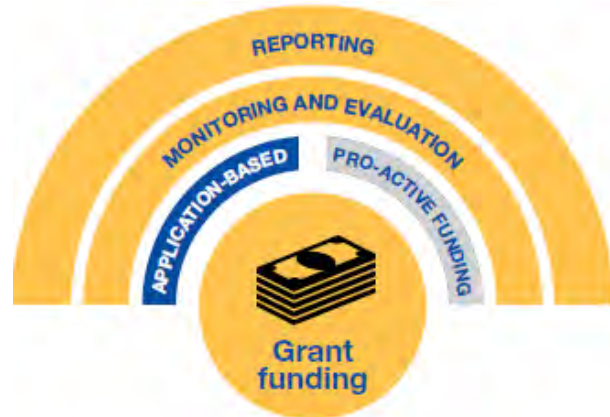 REPORTING
MONITORING AND EVALUATION
APPLICATION-BASED
PRO-ACTIVE FUNDING
Grant
funding